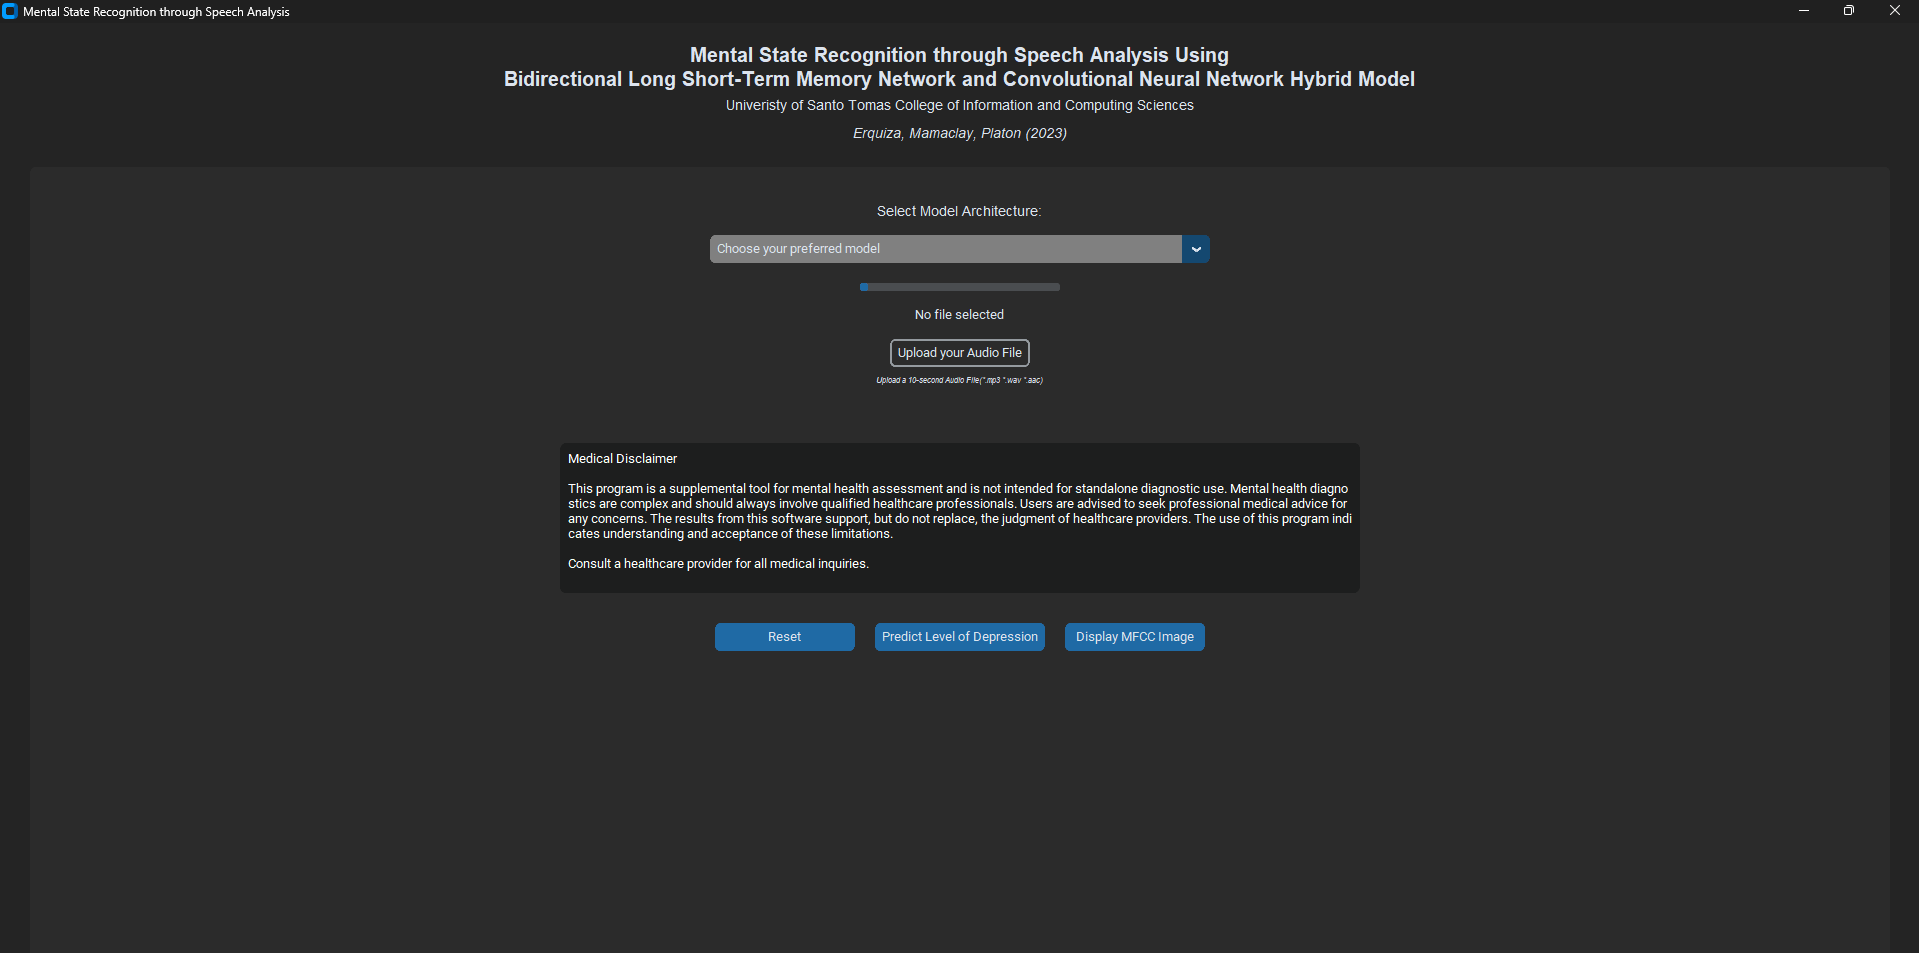 Mental State Recognition through Speech Analysis
Mental State Recognition through Speech Analysis Using
Bidirectional Long Short-Term Memory Network and Convolutional Neural Network Hybrid Model
Univeristy of Santo Tomas College of Information and Computing Sciences
Erquiza, Mamaclay, Platon (2023)
Select Model Architecture:
Choose your preferred model
No file selected
Upload your Audio File
Upload a 10-second Audio File(*.mp3 *.wav *.aac)
Medical Disclaimer
This program is a supplemental tool for mental health assessment and is not intended for standalone diagnostic use. Mental health diagno
stics are complex and should always involve qualified healthcare professionals. Users are advised to seek professional medical advice for
any concerns. The results from this software support, but do not replace, the judgment of healthcare providers. The use of this program indi
cates understanding and acceptance of these limitations.
Consult a healthcare provider for all medical inquiries.
Reset
Predict Level of Depression
Display MFCC Image